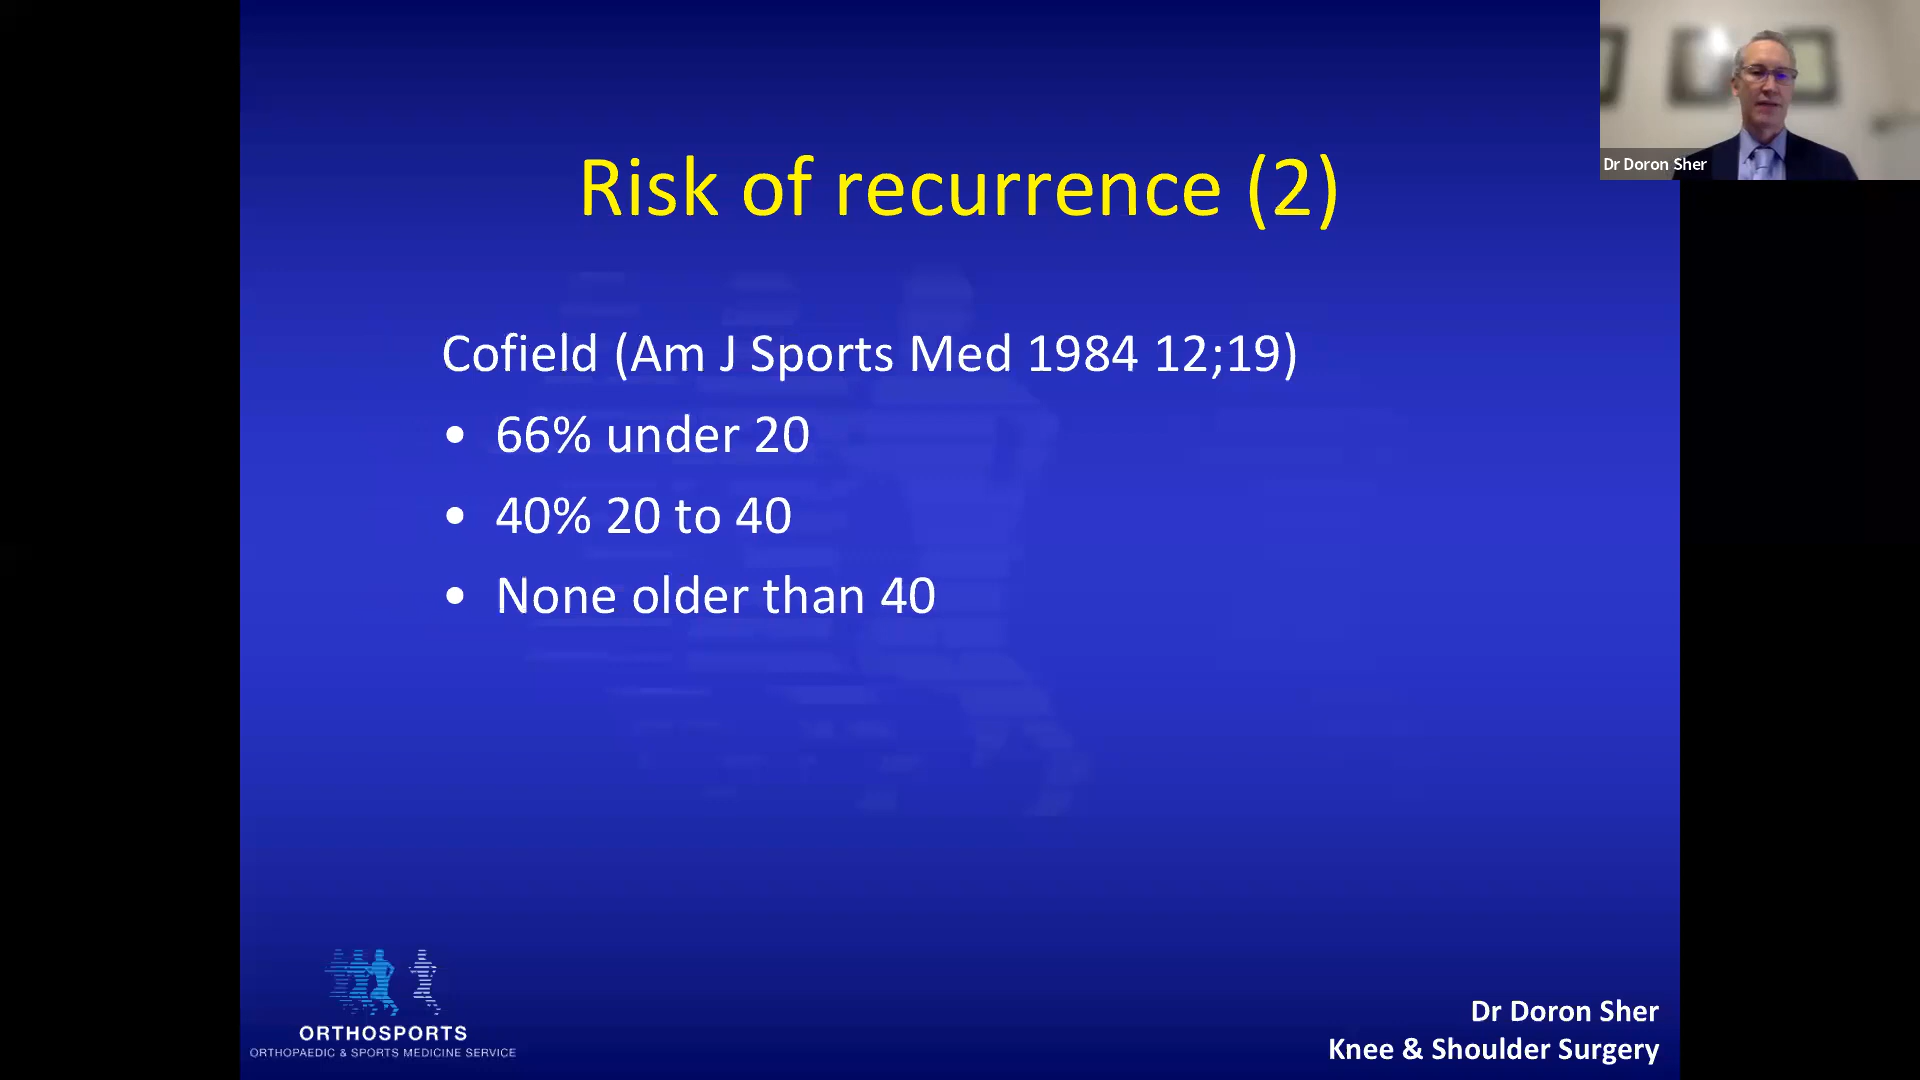 Risk of recurrence (2)
Dr Doron Sher
Cofield (Am J Sports Med 1984 12;19)
• 66% under 20
• 40% 20 to 40
• None older than 40
ORTHOSPORTS
ORTHOPAEDIC & SPORTS MEDICINE SERVICE
Dr Doron Sher
Knee & Shoulder Surgery